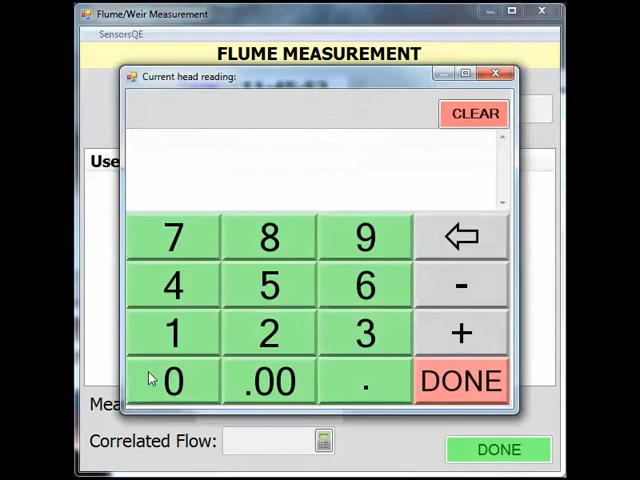 Flume/Weir Measurement
SensorsQE
FLUME MEASUREMENT
Current head reading:
CLEAR
Use
7 8 9
4 5 6 -
1 2 3 +
0 .00 . DONE
Mea
Correlated Flow:
DONE